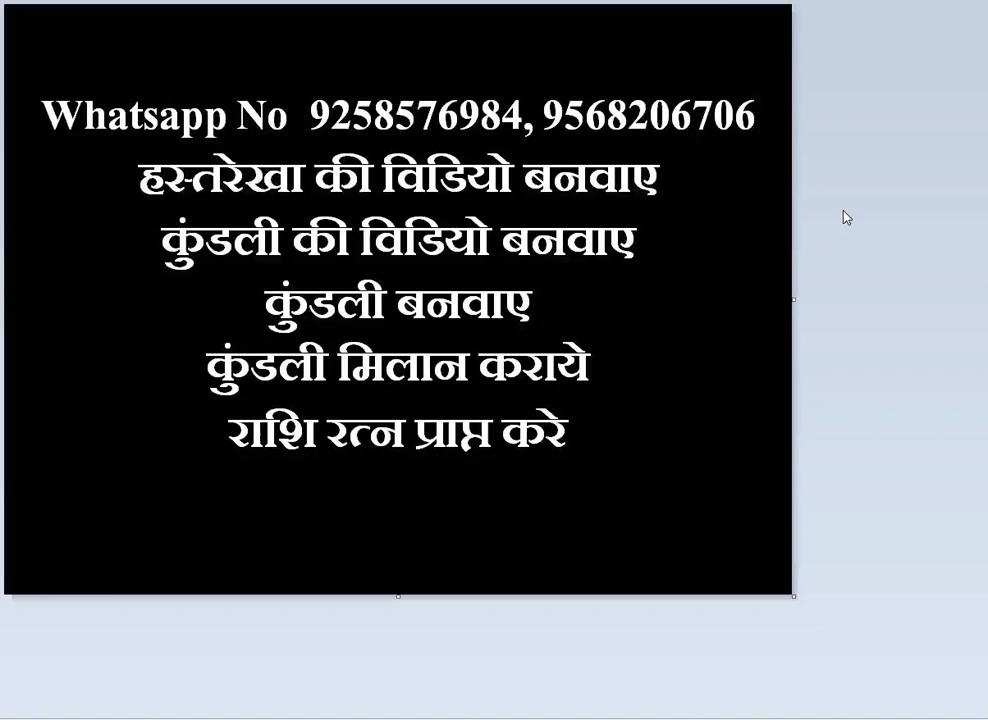 Whatsapp No 9258576984, 9568206706
हस्तरेखा की विडियो बनवाए
कुंडली की विडियो बनवाए
कुंडली बनवाए
कुंडली मिलान कराये
राशि रत्न प्राप्त करे